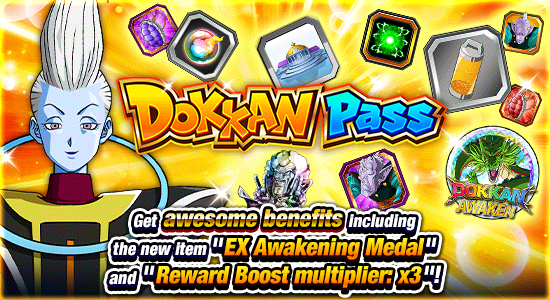 DOKKAN PASS
DOKKAN
AWAKEN
Get awesome benefits including
the new item "EX Awakening Medal"
and "Reward Boost multiplier: x3"!